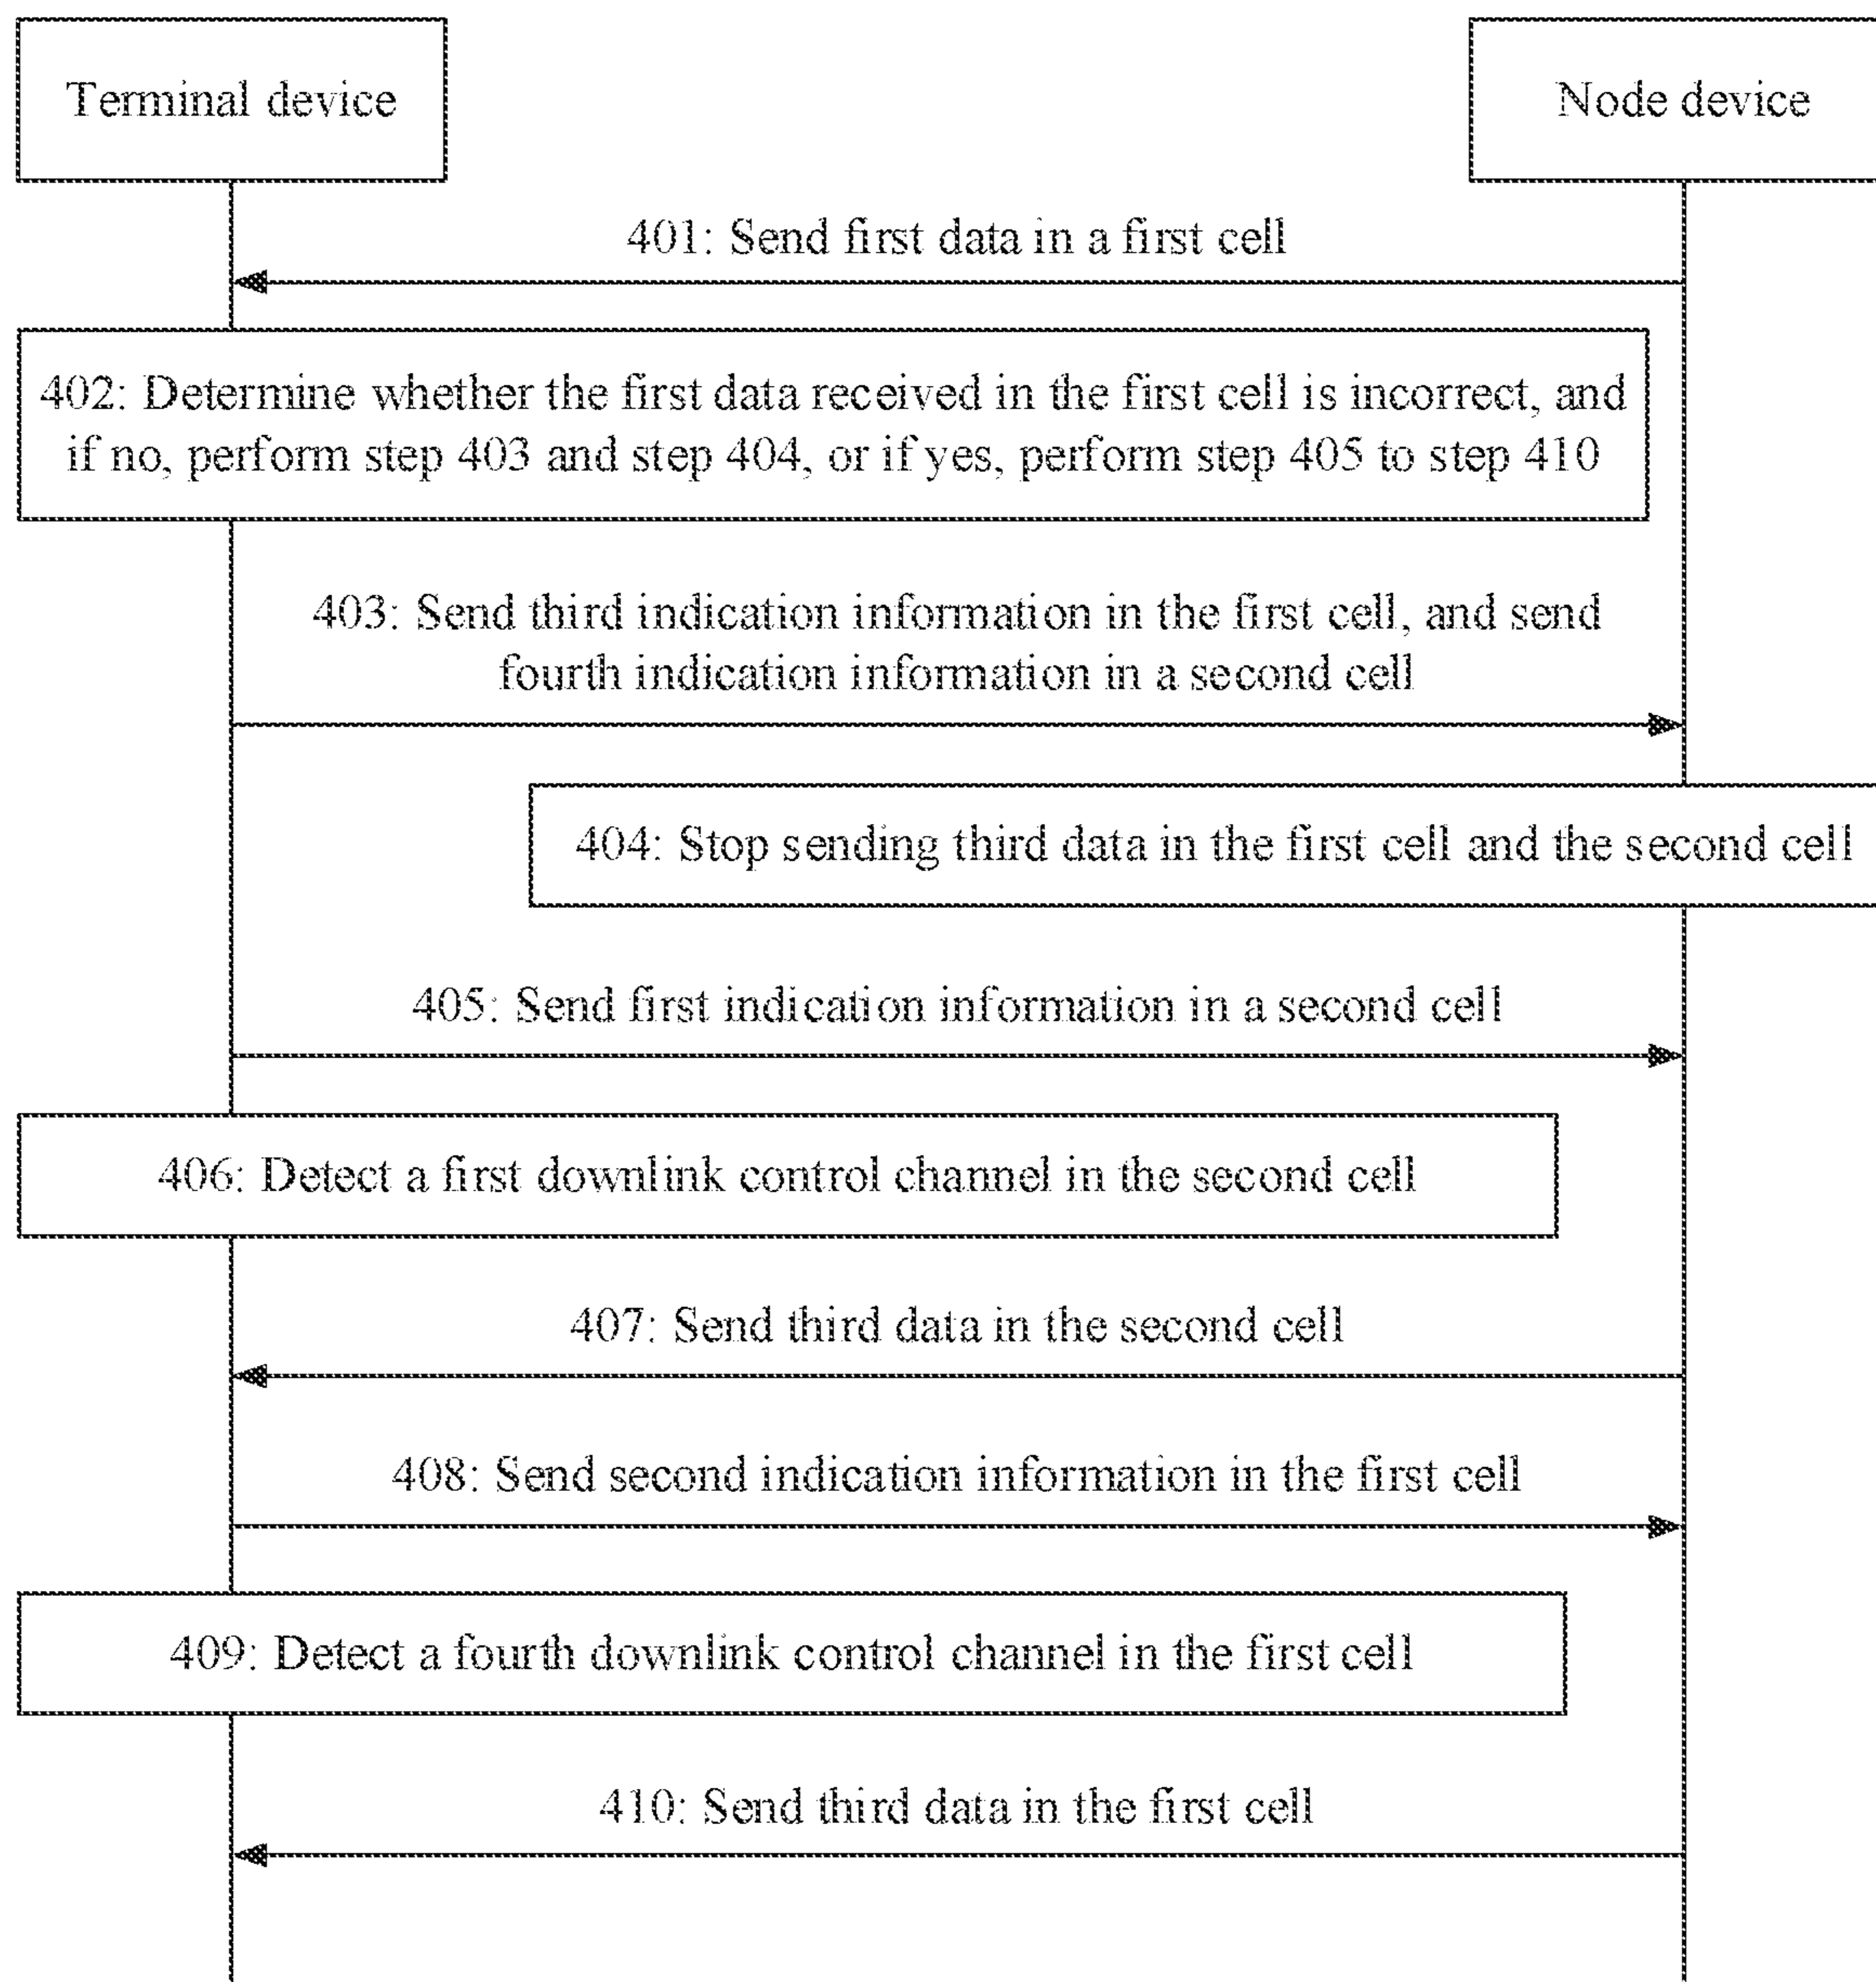 Terminal device
Node device
401: Send first data in a first cell
402: Determine whether the first data received in the first cell is incorrect, and
if no, perform step 403 and step 404, or if yes, perform step 405 to step 410
403: Send third indication information in the first cell, and send
fourth indication information in a second cell
404: Stop sending third data in the first cell and the second cell
405: Send first indication information in a second cell
406: Detect a first downlink control channel in the second cell
407: Send third data in the second cell
408: Send second indication information in the first cell
409: Detect a fourth downlink control channel in the first cell
410: Send third data in the first cell